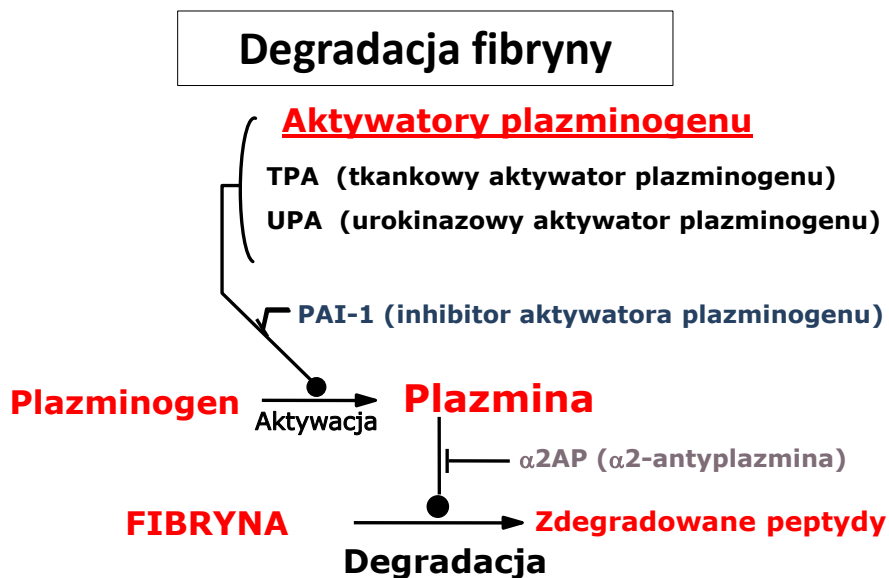 Degradacja fibryny
Aktywatory plazminogenu
TPA (tkankowy aktywator plazminogenu)
UPA (urokinazowy aktywator plazminogenu)
PAI-1 (inhibitor aktywatora plazminogenu)
Plazminogen
Aktywacja
Plazmina
α2AP (α2-antyplazmina)
FIBRYNA
Zdegradowane peptydy
Degradacja